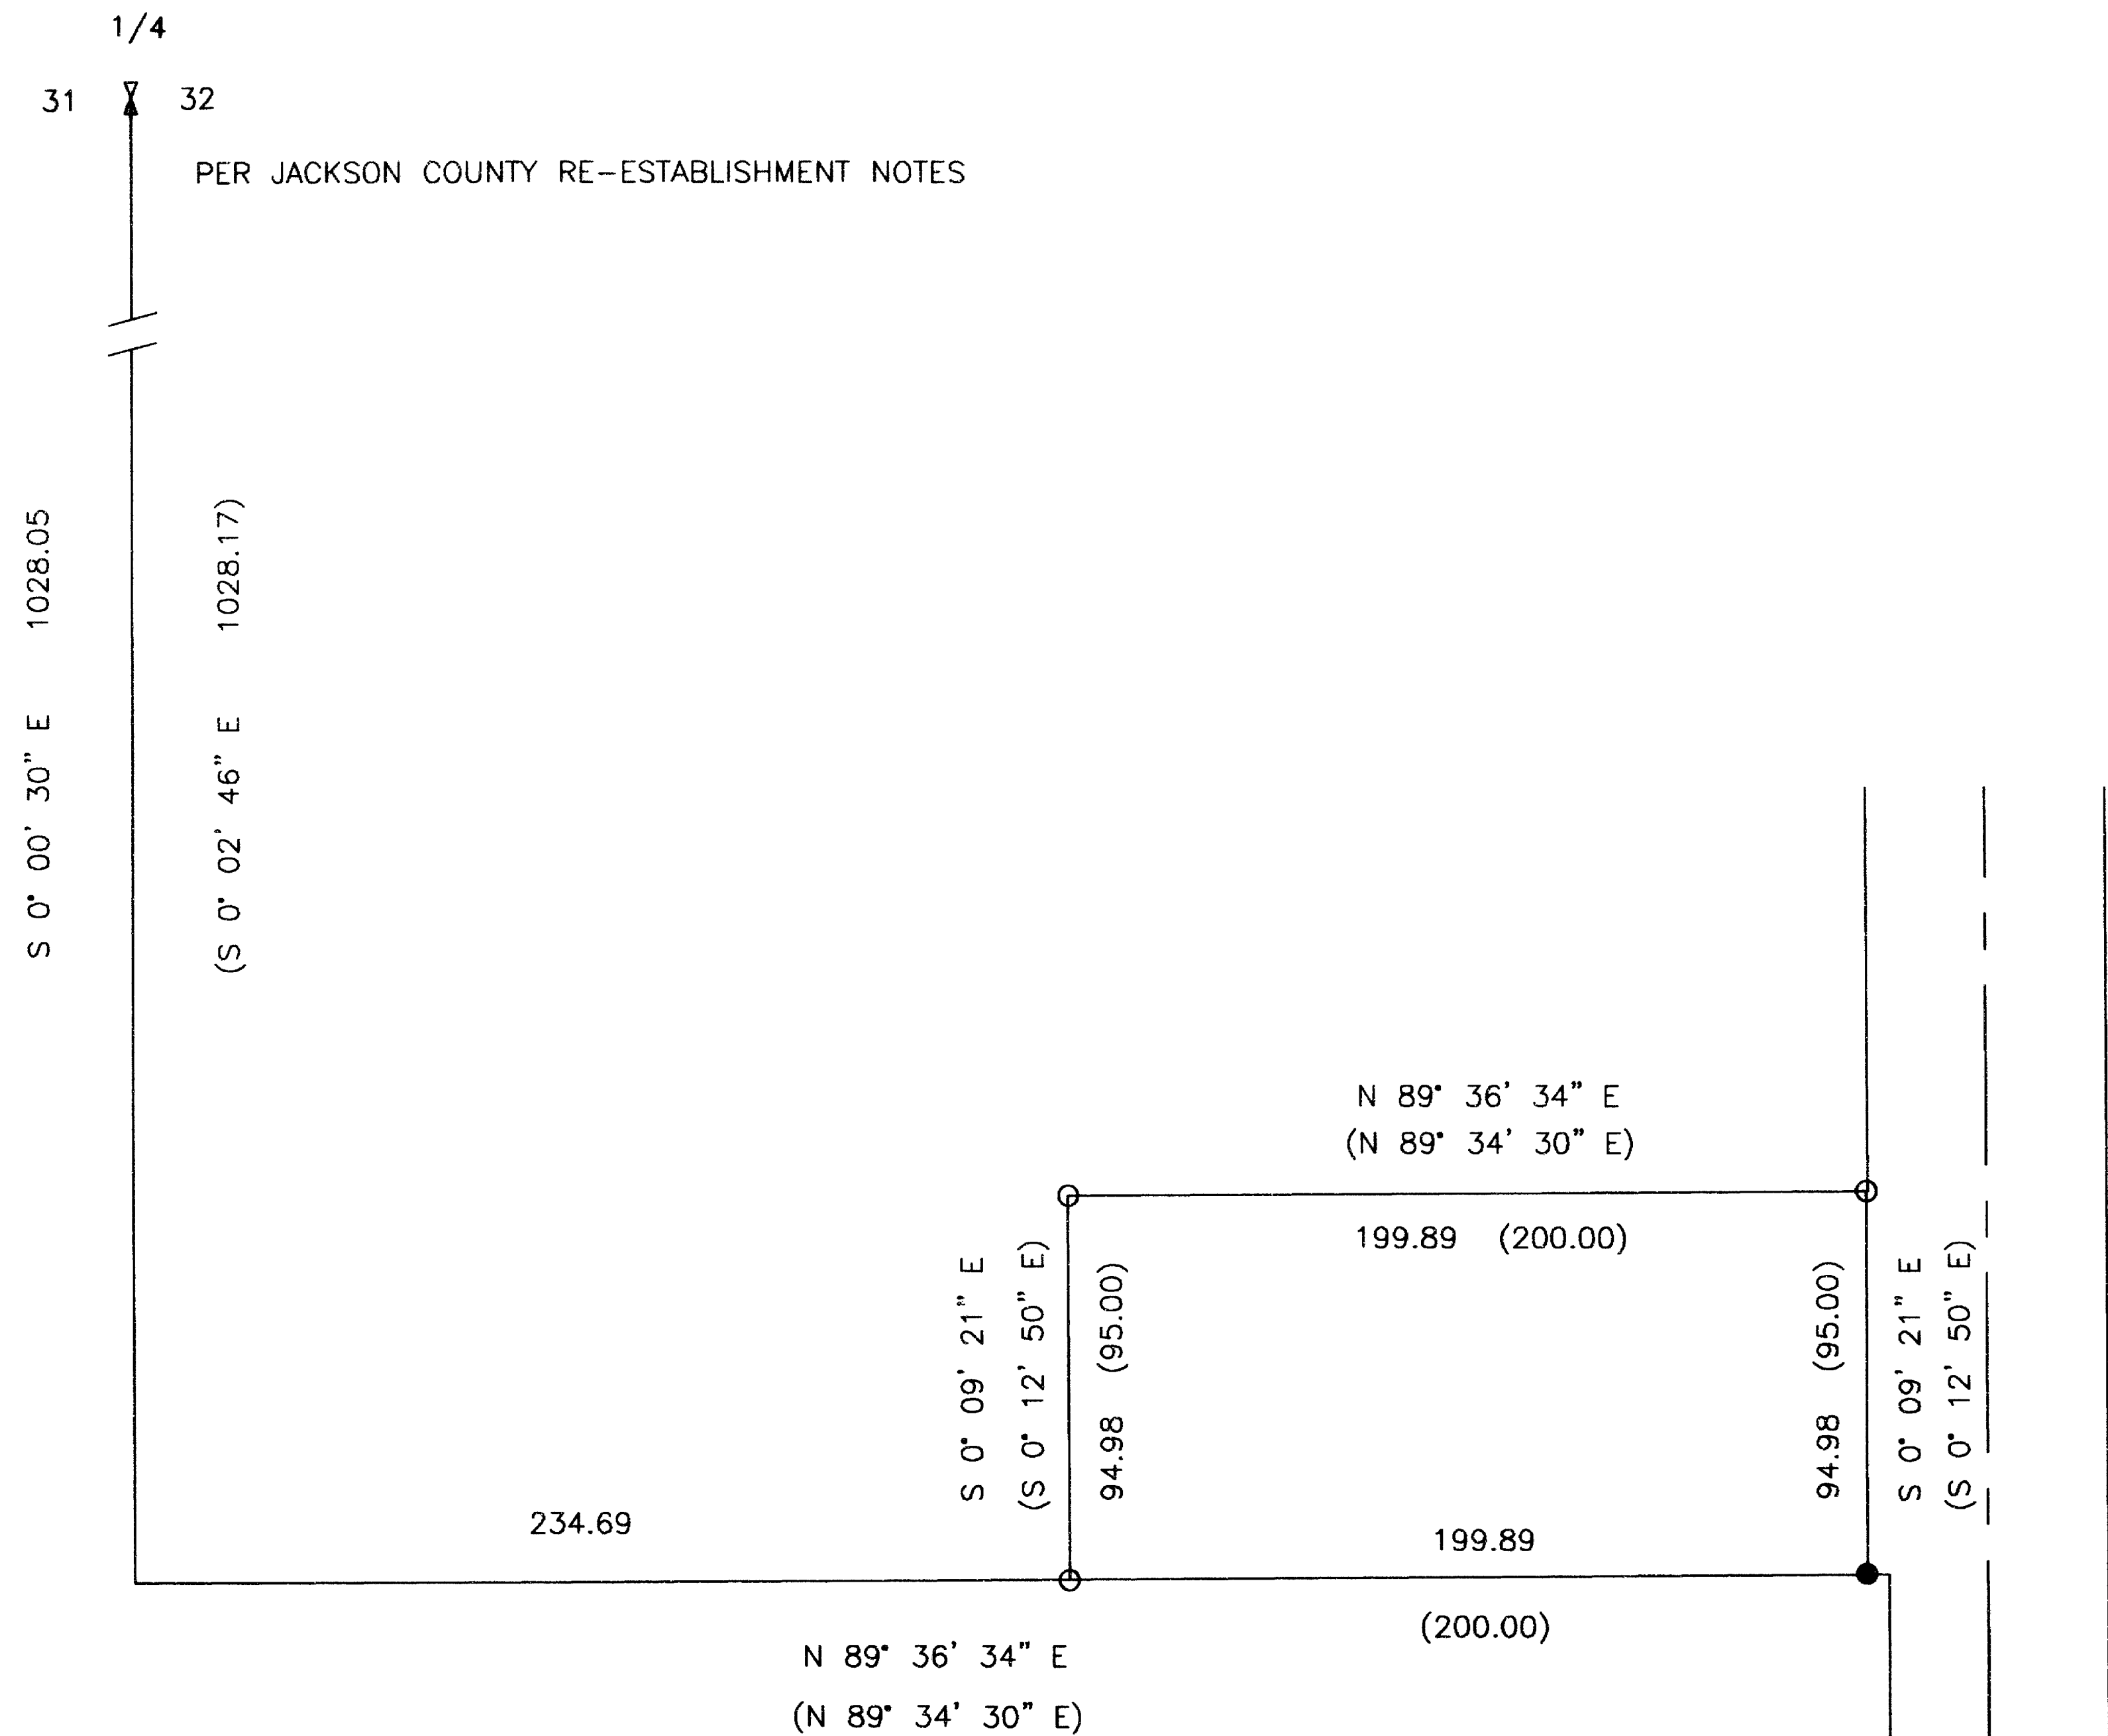 1/4
31 32
PER JACKSON COUNTY RE-ESTABLISHMENT NOTES
S 0° 00' 30" E 1028.05
(S 0° 02' 46" E 1028.17)
N 89° 36' 34" E
(N 89° 34' 30" E)
199.89 (200.00)
S 0° 09' 21" E
(S 0° 12' 50" E)
94.98 (95.00)
94.98 (95.00)
S 0° 09' 21" E
(S 0° 12' 50" E)
234.69
199.89
(200.00)
N 89° 36' 34" E
(N 89° 34' 30" E)